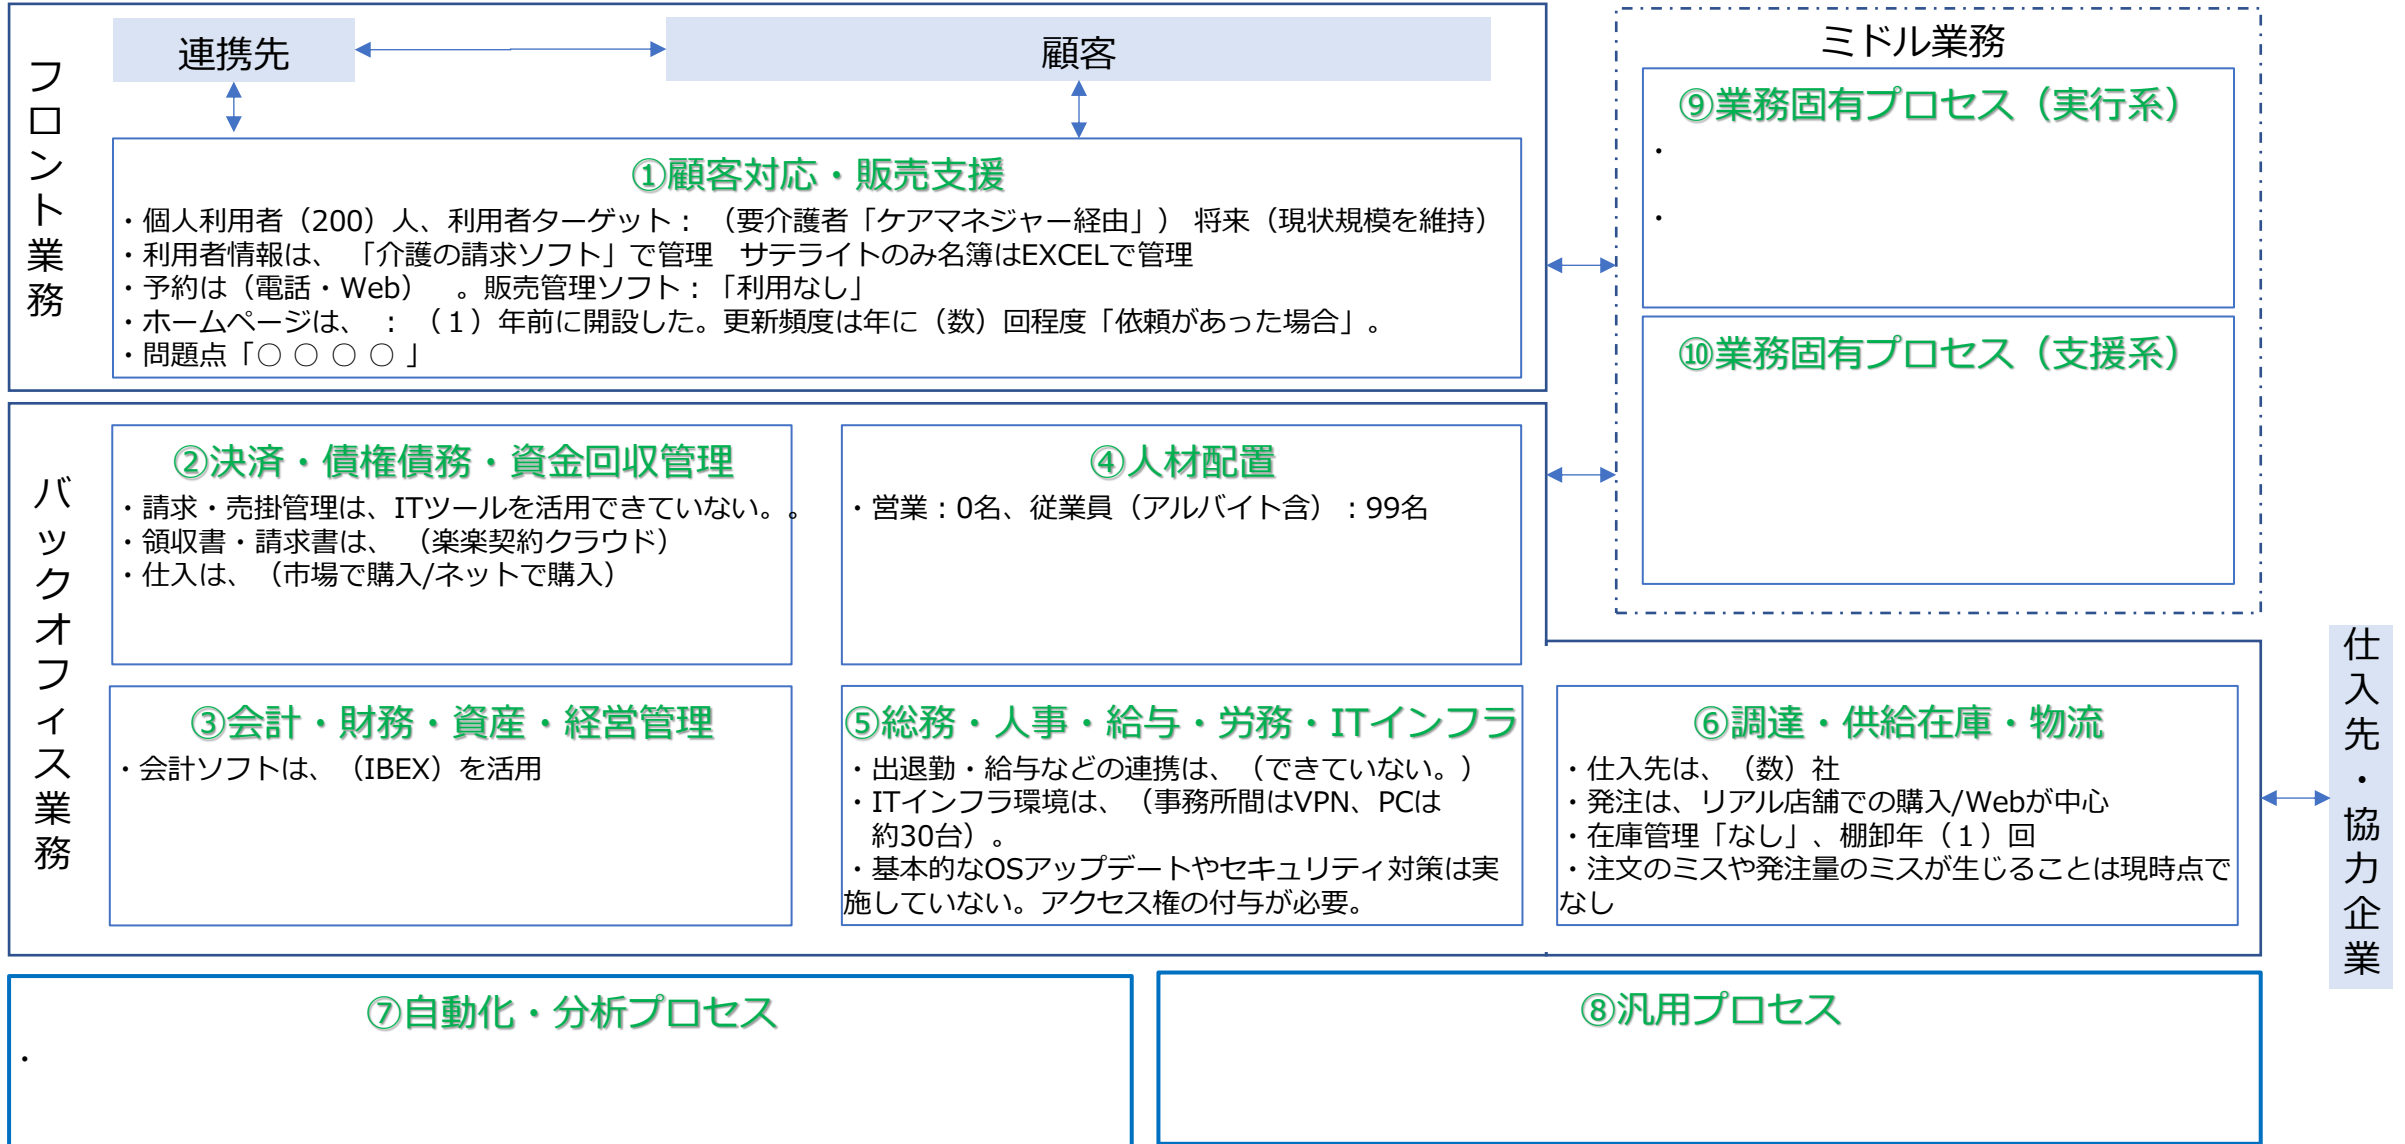 フロント業務
連携先
顧客
①顧客対応・販売支援
・個人利用者（200）人、利用者ターゲット：（要介護者「ケアマネジャー経由」） 将来（現状規模を維持）
・利用者情報は、「介護の請求ソフト」で管理　サテライトのみ名簿はEXCELで管理
・予約は（電話・Web）　。販売管理ソフト：「利用なし」
・ホームページは、：（１）年前に開設した。更新頻度は年に（数）回程度「依頼があった場合」。
・問題点「○ ○ ○ ○ 」
ミドル業務
⑨業務固有プロセス（実行系）
・
・
⑩業務固有プロセス（支援系）
バックオフィス業務
②決済・債権債務・資金回収管理
・請求・売掛管理は、ITツールを活用できていない。。
・領収書・請求書は、（楽楽契約クラウド）
・仕入は、（市場で購入/ネットで購入）
④人材配置
・営業：0名、従業員（アルバイト含）：99名
③会計・財務・資産・経営管理
・会計ソフトは、（IBEX）を活用
⑤総務・人事・給与・労務・ITインフラ
・出退勤・給与などの連携は、（できていない。）
・ITインフラ環境は、（事務所間はVPN、PCは
約30台）。
・基本的なOSアップデートやセキュリティ対策は実
施していない。アクセス権の付与が必要。
⑥調達・供給在庫・物流
・仕入先は、（数）社
・発注は、リアル店舗での購入/Webが中心
・在庫管理「なし」、棚卸年（１）回
・注文のミスや発注量のミスが生じることは現時点で
なし
仕入先・協力企業
⑦自動化・分析プロセス
・
⑧汎用プロセス